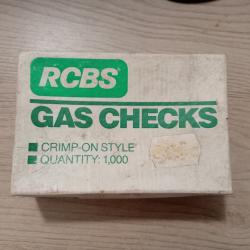 RCBS
GAS CHECKS
CRIMP-ON STYLE
QUANTITY: 1,000